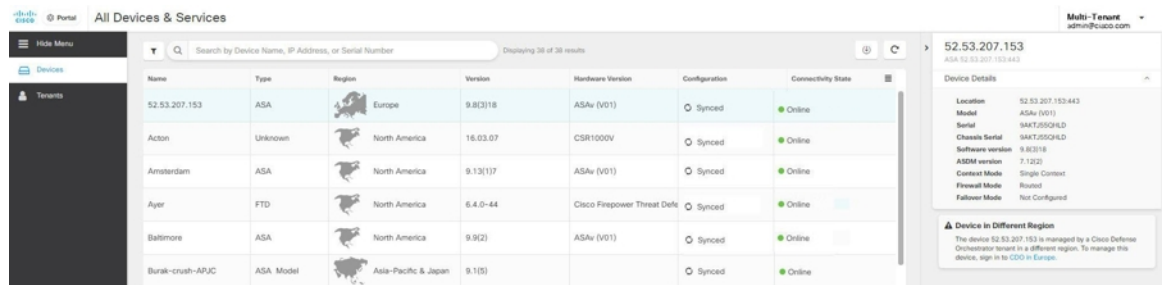 CISCO
Portal
All Devices & Services
Multi-Tenant
Hide Menu
Devices
Tenants
Search by Device Name, IP Address, or Serial Number
Displaying 38 of 38 results
Name Type Region Version Hardware Version Configuration Connectivity State
52.53.207.153 ASA Europe 9.8(3)18 ASAv (V01) Synced Online
Acton Unknown North America 16.03.07 CSR1000V Synced Online
Amsterdam ASA North America 9.13(1)7 ASAv (V01) Synced Online
Ayer FTD North America 6.4.0-44 Cisco Firepower Threat Defe Synced Online
Baltimore ASA North America 9.9(2) ASAv (V01) Synced Online
Burak-crush-APJC ASA Model Asia-Pacific & Japan 9.1(5) Synced Online
52.53.207.153
ASA 52.53.207.153:443
Device Details
Location 52.53.207.153:443
Model ASAv (V01)
Serial 9AKTJ55QHLD
Chassis Serial 9AKTJ55QHLD
Software version 9.8(3)18
ASDM version 7.12(2)
Context Mode Single Context
Firewall Mode Routed
Failover Mode Not Configured
Device in Different Region
The device 52.53.207.153 is managed by a Cisco Defense
Orchestrator tenant in a different region. To manage this
device, sign in to CDO in Europe.